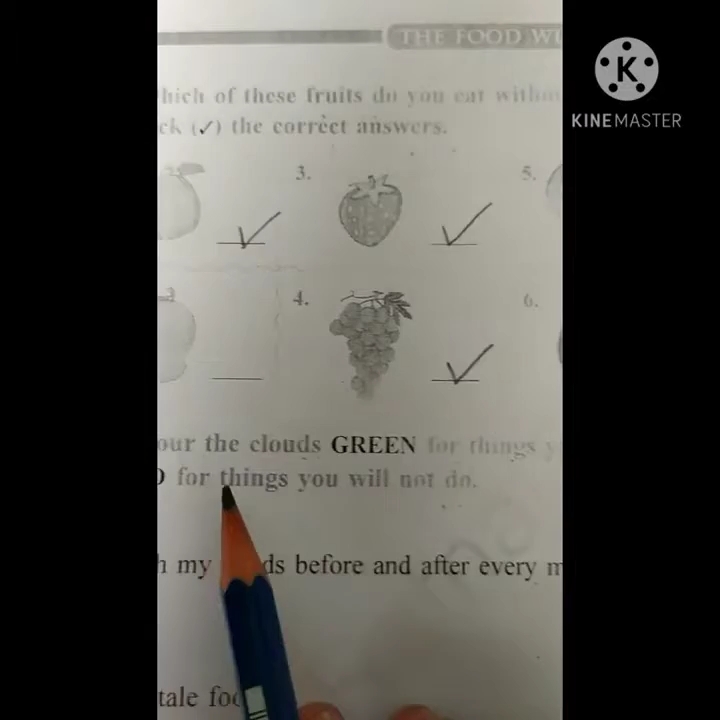 THE FOOD WI
KINEMASTER
hich of these fruits do you eat withou
ck (✓) the correct answers.
3.
5.
4.
6.
our the clouds GREEN for things y
for things you will not do.
h my ds before and after every m
tale foo